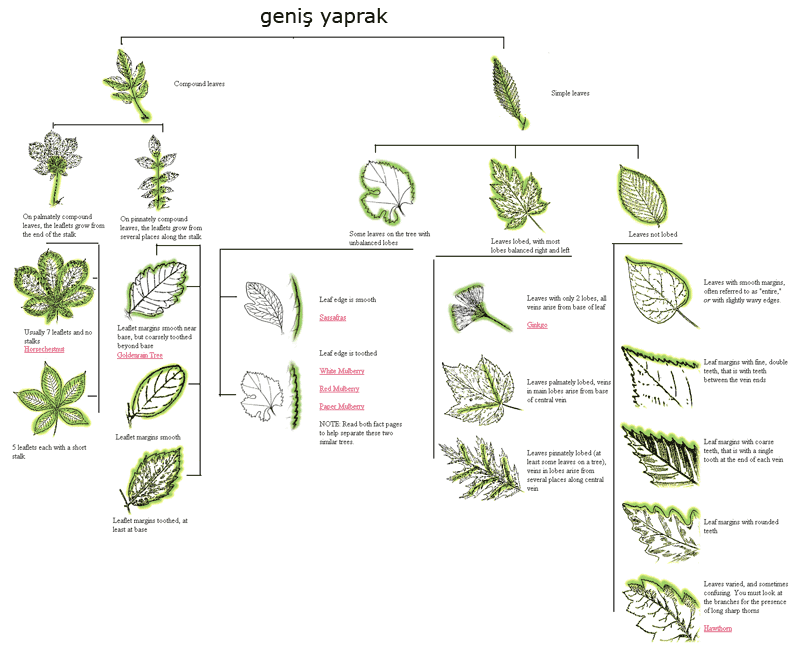 geniş yaprak
Compound leaves
Simple leaves
On palmately compound
leaves, the leaflets grow from
the end of the stalk
On pinnately compound
leaves, the leaflets grow from
several places along the stalk
Some leaves on the tree with
unbalanced lobes
Leaves lobed, with most
lobes balanced right and left
Leaves not lobed
Usually 7 leaflets and no
stalks
Horsechestnut
5 leaflets each with a short
stalk.
Leaflet margins smooth near
base, but coarsely toothed
beyond base
Goldenrain Tree
Leaflet margins smooth
Leaflet margins toothed, at
least at base
Leaf edge is smooth
Sassafras
Leaf edge is toothed
White Mulberry
Red Mulberry
Paper Mulberry
NOTE: Read both fact pages
to help separate these two
similar trees.
Leaves with only 2 lobes, all
veins arise from base of leaf
Ginkgo
Leaves palmately lobed, veins
in main lobes arise from base
of central vein
Leaves pinnately lobed (at
least some leaves on a tree),
veins in lobes arise from
several places along central
vein
Leaves with smooth margins,
often referred to as "entire,"
or with slightly wavy edges.
Leaf margins with fine, double
teeth, that is with teeth
between the vein ends
Leaf margins with coarse
teeth, that is with a single
tooth at the end of each vein
Leaf margins with rounded
teeth
Leaves varied, and sometimes
confusing. You must look at
the branches for the presence
of long sharp thorns
Hawthorn